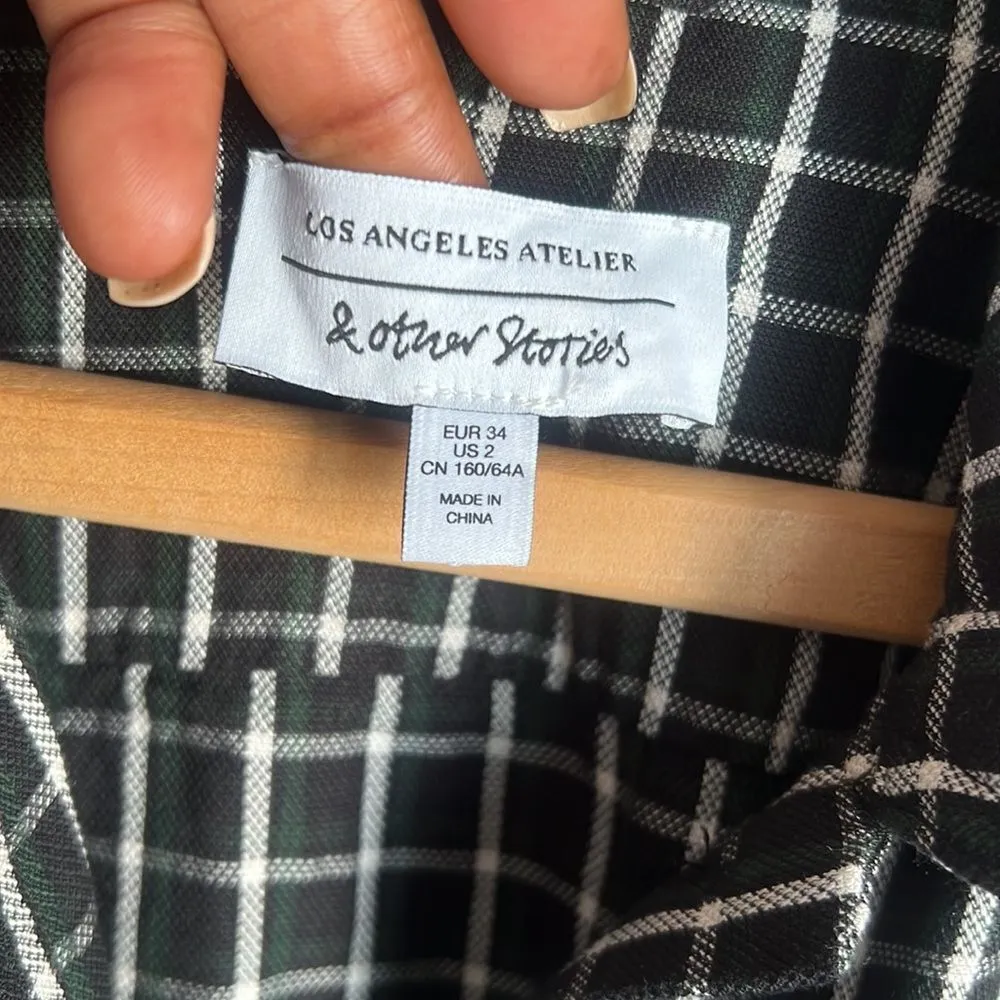 LOS ANGELES ATELIER
& other Stories
EUR 34
US 2
CN 160/64A
MADE IN
CHINA